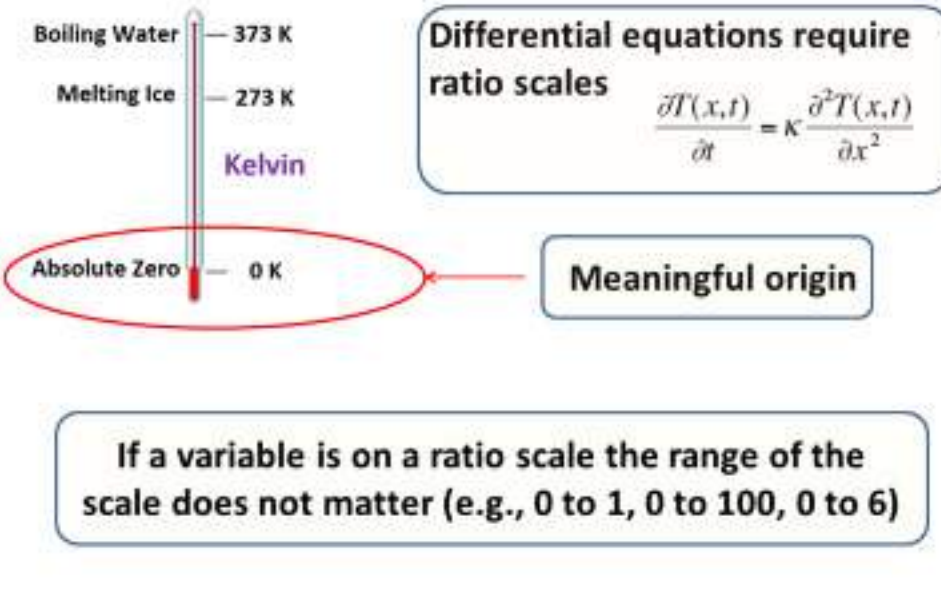 Boiling Water — 373 K
Melting Ice — 273 K
Kelvin
Absolute Zero — 0 K
Differential equations require
ratio scales
∂T(x,t)/∂t = κ ∂²T(x,t)/∂x²
Meaningful origin
If a variable is on a ratio scale the range of the
scale does not matter (e.g., 0 to 1, 0 to 100, 0 to 6)